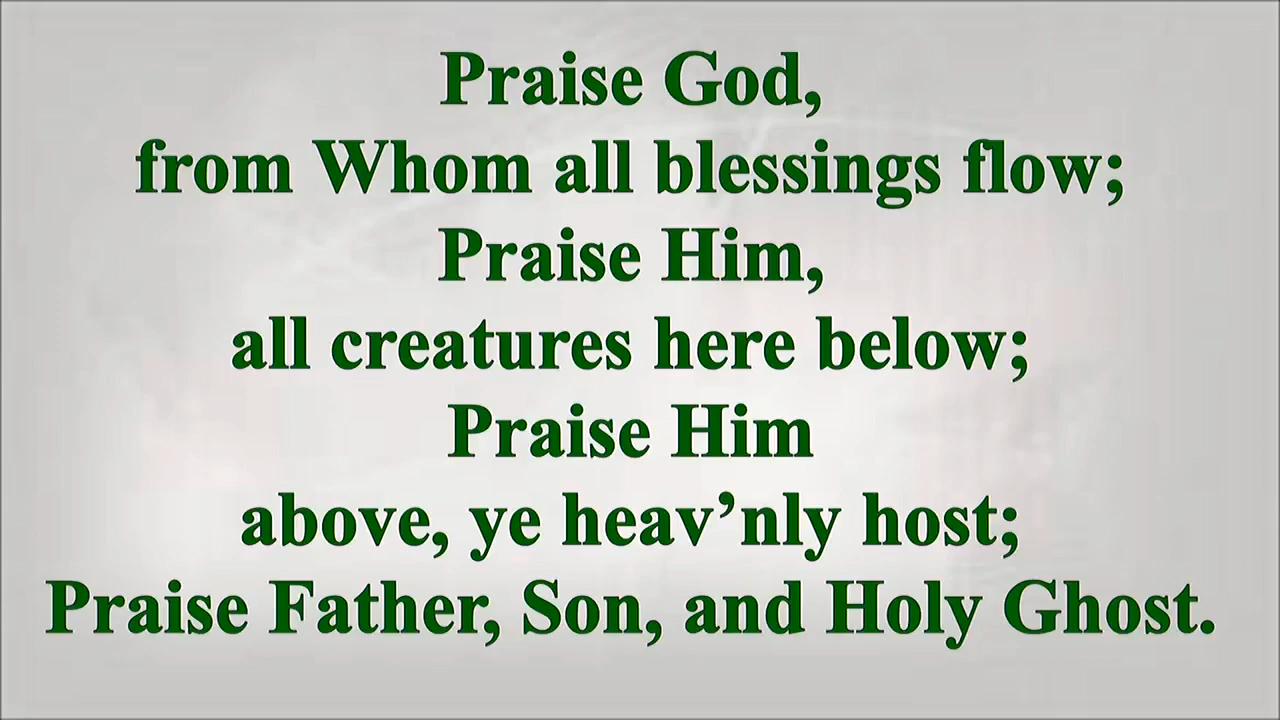 Praise God,
from Whom all blessings flow;
Praise Him,
all creatures here below;
Praise Him
above, ye heav’nly host;
Praise Father, Son, and Holy Ghost.